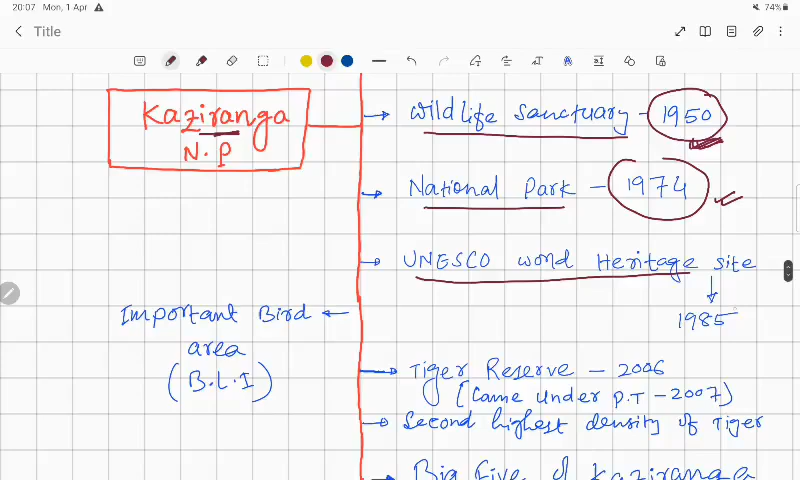 20:07 Mon, 1 Apr
74%
Title
Kaziranga
N.P
Wildlife Sanctuary - 1950
National Park - 1974
UNESCO World Heritage site
1985
Important Bird
area
(B.L.I)
Tiger Reserve - 2006
(Came under P.T - 2007)
Second highest density of Tiger
Big Five of Kaziranga